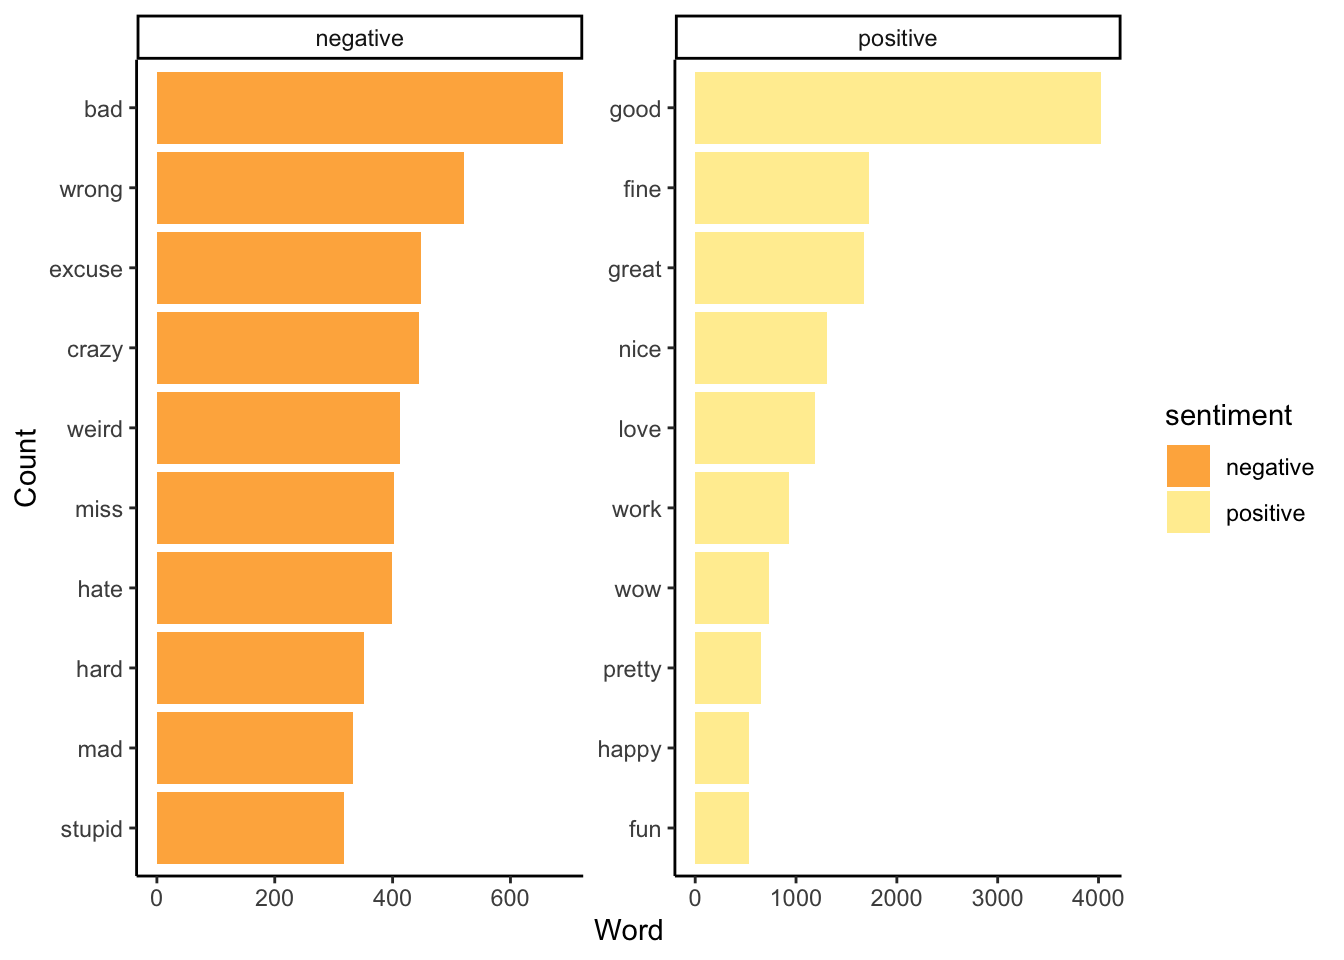 negative
positive
bad
wrong
excuse
crazy
weird
miss
hate
hard
mad
stupid
good
fine
great
nice
love
work
wow
pretty
happy
fun
0 200 400 600
0 1000 2000 3000 4000
Word
Count
sentiment
negative
positive